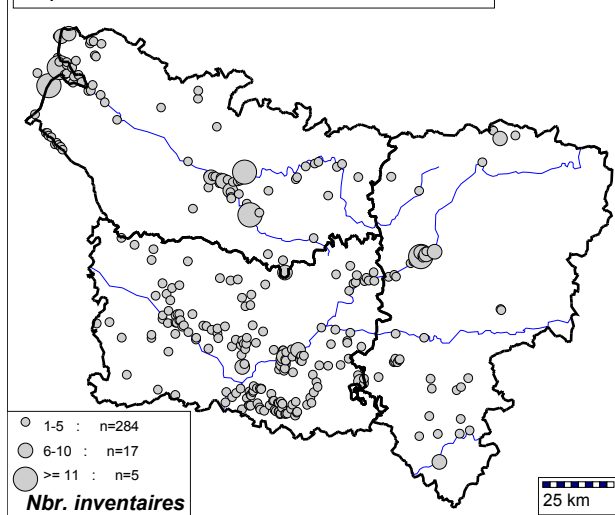 1-5 : n=284
6-10 : n=17
>= 11 : n=5
Nbr. inventaires
25 km